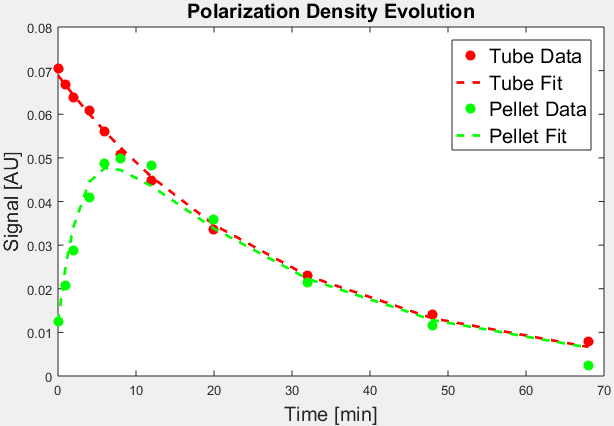 Polarization Density Evolution
0.08
0.07
0.06
0.05
0.04
0.03
0.02
0.01
0
Signal [AU]
Tube Data
Tube Fit
Pellet Data
Pellet Fit
0 10 20 30 40 50 60 70
Time [min]